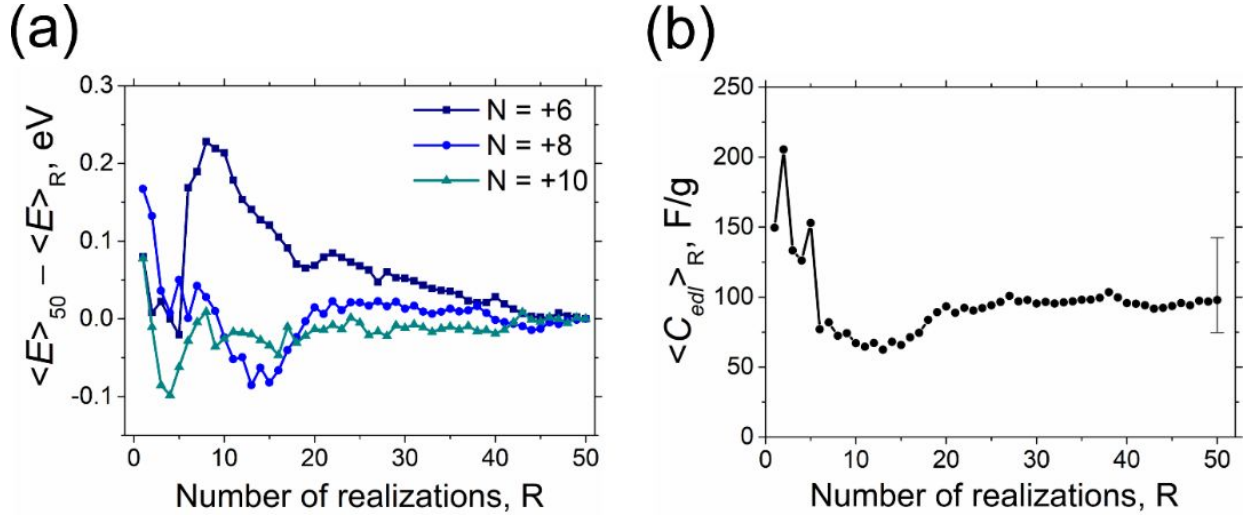 (a)
<E>50 – <E>R, eV
0.3
0.2
0.1
0.0
-0.1
0 10 20 30 40 50
Number of realizations, R
N = +6
N = +8
N = +10
(b)
<Cedl>R, F/g
250
200
150
100
50
0
0 10 20 30 40 50
Number of realizations, R